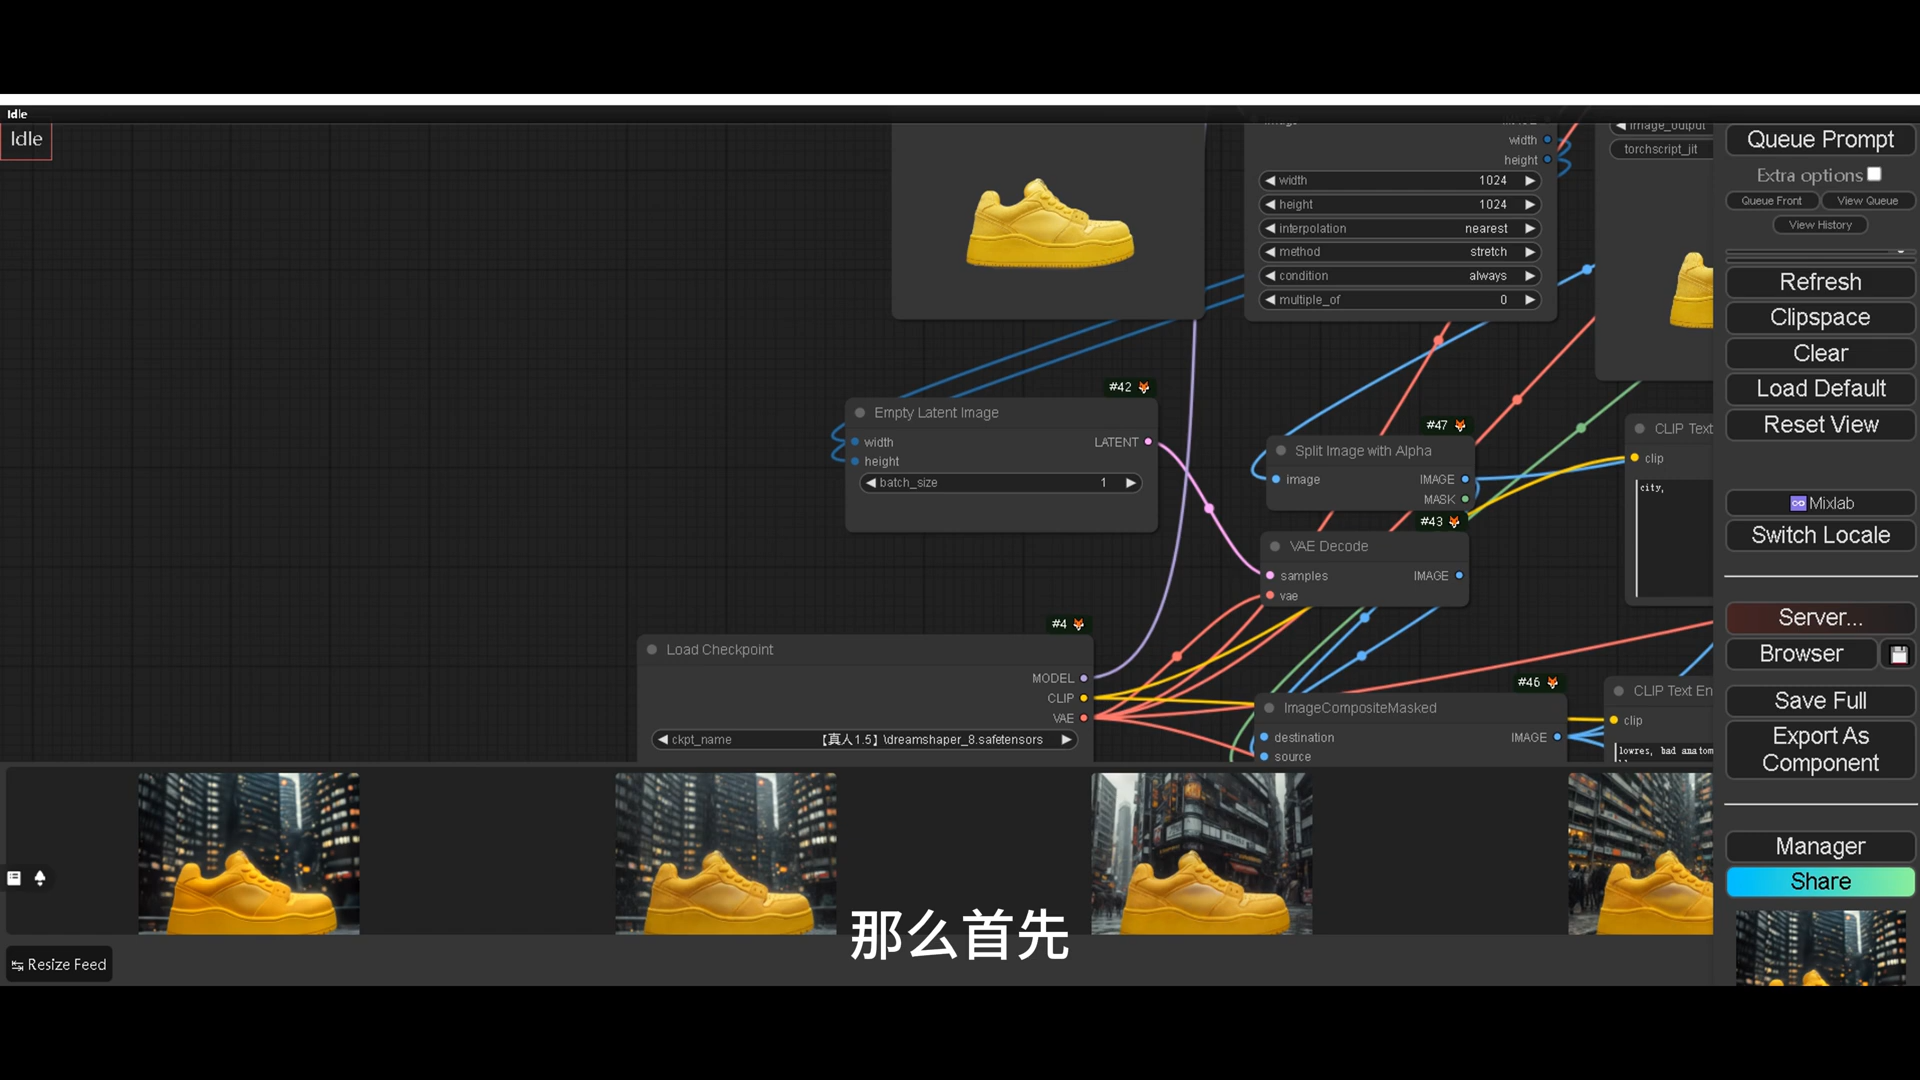 Idle
Idle
width
height
width 1024
height 1024
interpolation nearest
method stretch
condition always
multiple_of 0
image_output
torchscript_jit
#42
Empty Latent Image
width LATENT
height
batch_size 1
#47
Split Image with Alpha
image IMAGE
MASK
#43
VAE Decode
samples IMAGE
vae
CLIP Text
clip
city,
#4
Load Checkpoint
MODEL
CLIP
VAE
ckpt_name 【真人1.5】\dreamshaper_8.safetensors
#46
ImageCompositeMasked
destination IMAGE
source
CLIP Text En
clip
lowres, bad anatom
Queue Prompt
Extra options
Queue Front View Queue
View History
Refresh
Clipspace
Clear
Load Default
Reset View
Mixlab
Switch Locale
Server...
Browser
Save Full
Export As
Component
Manager
Share
那么首先
Resize Feed